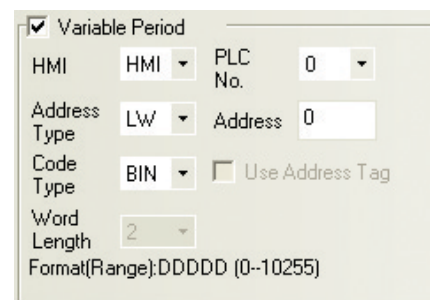 Variable Period
HMI HMI PLC No. 0
Address Type LW Address 0
Code Type BIN Use Address Tag
Word Length 2
Format(Range):DDDDD (0--10255)